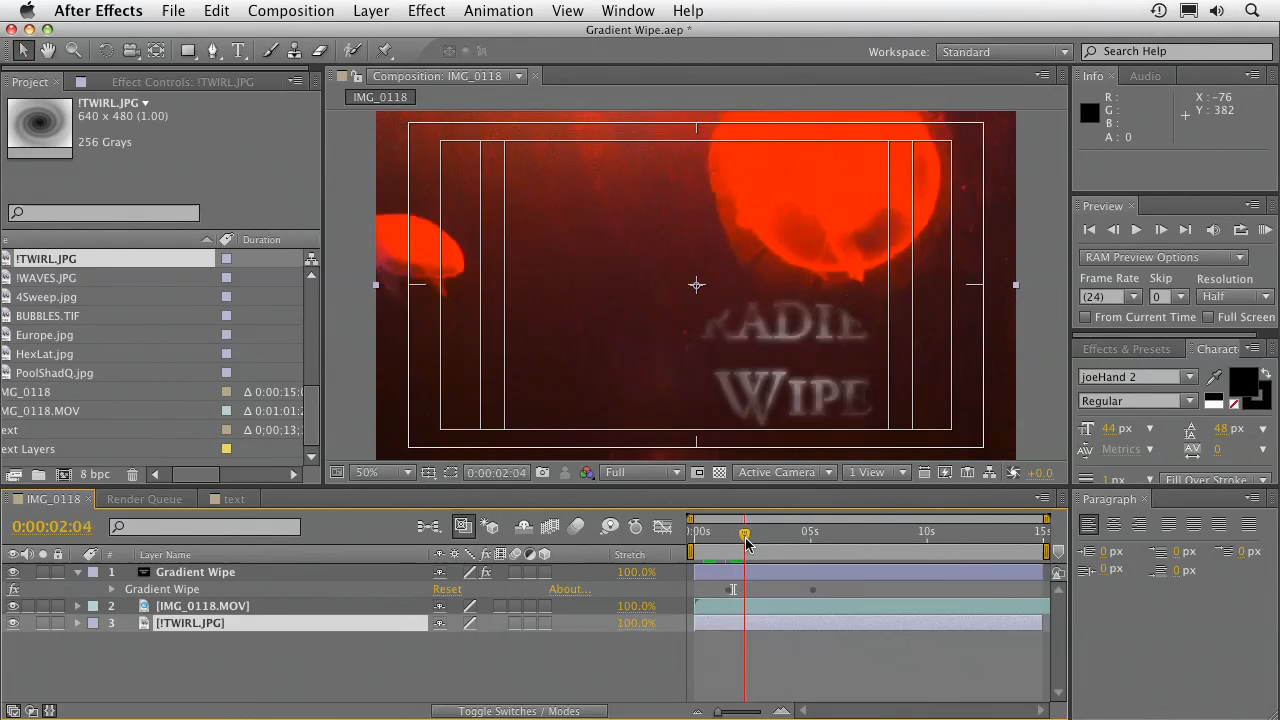 After Effects File Edit Composition Layer Effect Animation View Window Help
Gradient Wipe.aep *
Workspace: Standard Search Help
Project × Effect Controls: !TWIRL.JPG
Composition: IMG_0118 ×
Info × Audio
!TWIRL.JPG▼
640 x 480 (1.00)
256 Grays
IMG_0118
R :
G :
B :
A : 0
X : -76
Y : 382
RADIE
WIPE
e Duration
!TWIRL.JPG
!WAVES.JPG
4Sweep.jpg
BUBBLES.TIF
Europe.jpg
HexLat.jpg
PoolShadQ.jpg
MG_0118 Δ 0:00:15:0
MG_0118.MOV Δ 0:01:01:2
ext Δ 0;00;13;
ext Layers
8 bpc
50% 0:00:02:04 Full Active Camera 1 View +0.0
Preview ×
RAM Preview Options
Frame Rate Skip Resolution
(24) 0 Half
From Current Time Full Screen
Effects & Presets Charact
joeHand 2
Regular
44 px 48 px
Metrics 0
1 px Fill Over Stroke
IMG_0118 × Render Queue text
0:00:02:04
:00s 05s 10s 15s
# Layer Name fx Stretch
1 Gradient Wipe fx 100.0%
fx Gradient Wipe Reset About...
2 [IMG_0118.MOV] 100.0%
3 [!TWIRL.JPG] 100.0%
Toggle Switches / Modes
Paragraph ×
0 px 0 px 0 px
0 px 0 px